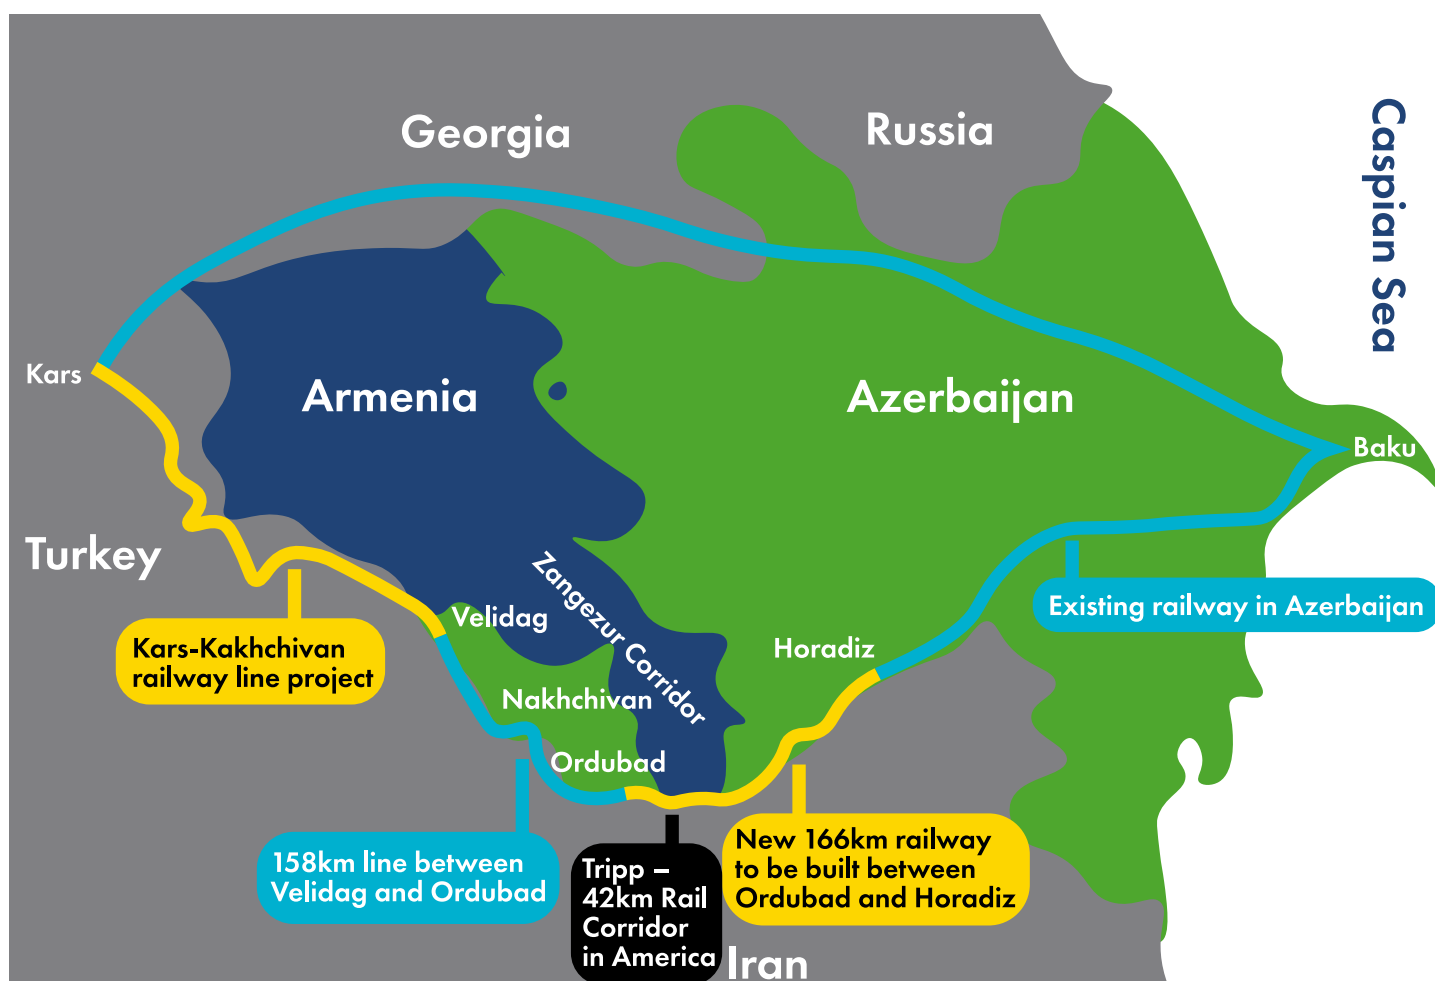 Georgia
Russia
Caspian Sea
Kars
Armenia
Azerbaijan
Baku
Turkey
Zangezur Corridor
Existing railway in Azerbaijan
Velidag
Kars-Kakhchivan
railway line project
Horadiz
Nakhchivan
Ordubad
158km line between
Velidag and Ordubad
Tripp –
42km Rail
Corridor
in America
New 166km railway
to be built between
Ordubad and Horadiz
Iran